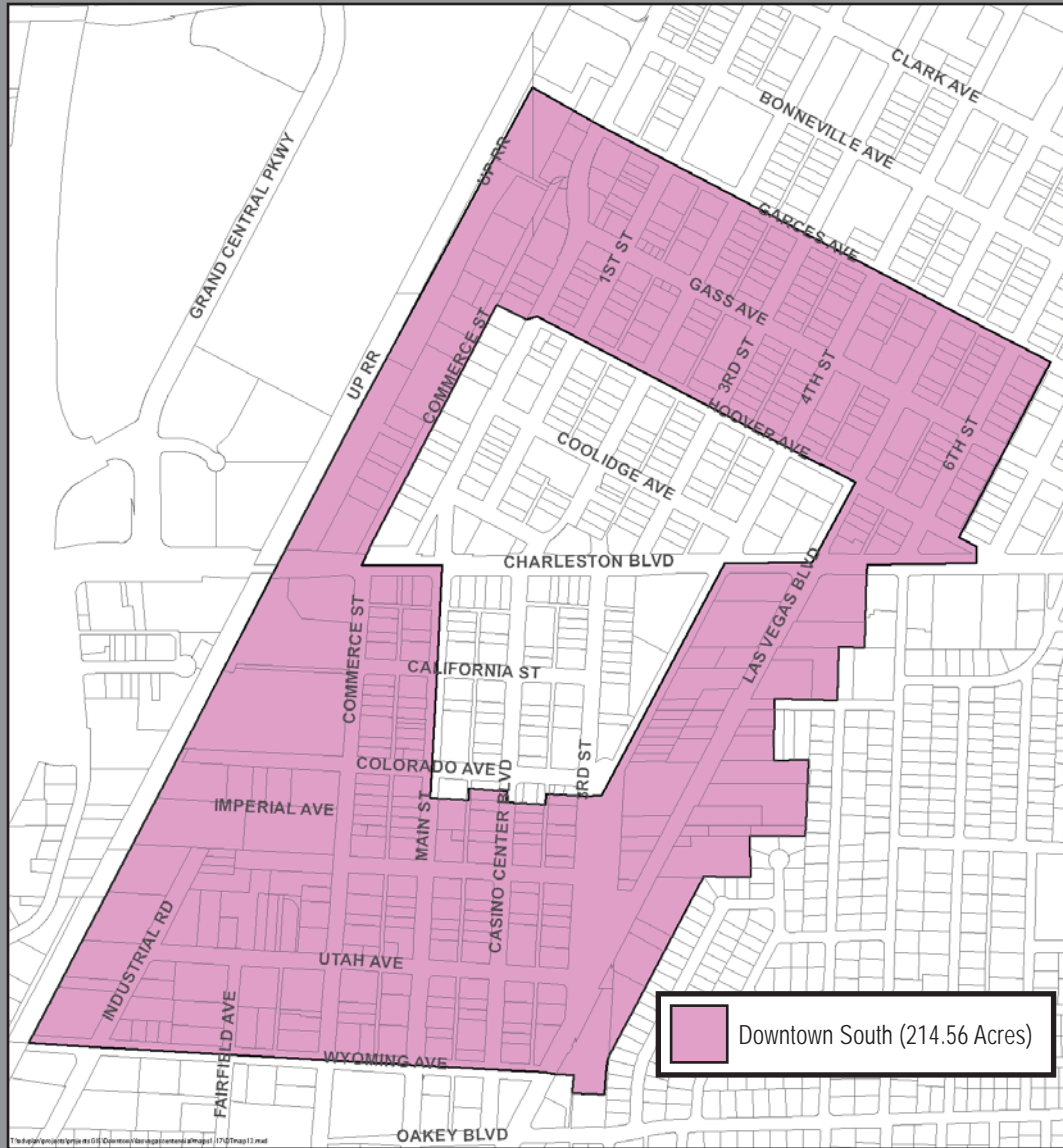 CLARK AVE
BONNEVILLE AVE
UP RR
GRAND CENTRAL PKWY
GARCES AVE
1ST ST
GASS AVE
COMMERCE ST
UP RR
3RD ST
4TH ST
HOOVER AVE
6TH ST
COOLIDGE AVE
CHARLESTON BLVD
LAS VEGAS BLVD
COMMERCE ST
CALIFORNIA ST
COLORADO AVE
3RD ST
IMPERIAL AVE
MAIN ST
CASINO CENTER BLVD
INDUSTRIAL RD
UTAH AVE
FAIRFIELD AVE
Downtown South (214.56 Acres)
WYOMING AVE
OAKEY BLVD